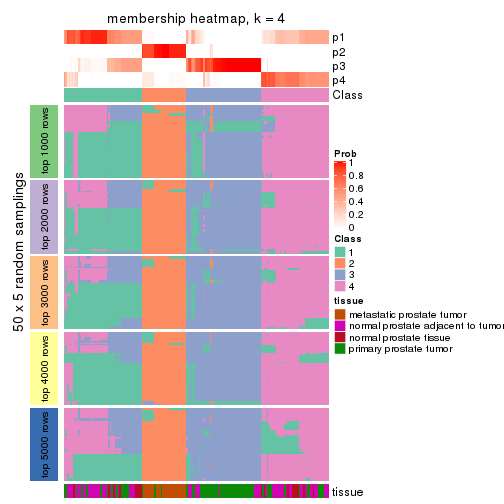 membership heatmap, k = 4
p1
p2
p3
p4
Class
50 x 5 random samplings
top 1000 rows
top 2000 rows
top 3000 rows
top 4000 rows
top 5000 rows
tissue
Prob
1
0.8
0.6
0.4
0.2
0
Class
1
2
3
4
tissue
metastatic prostate tumor
normal prostate adjacent to tumor
normal prostate tissue
primary prostate tumor